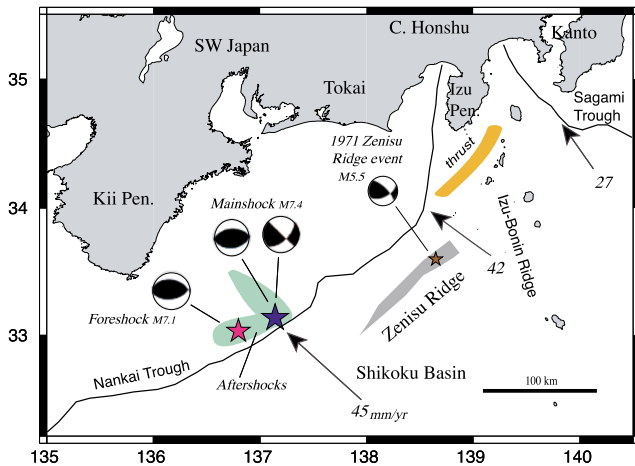 C. Honshu
Kanto
SW Japan
35
Tokai
Izu
Pen.
Sagami
Trough
1971 Zenisu
Ridge event
M5.5
thrust
27
Kii Pen.
Mainshock M7.4
34
Izu-Bonin Ridge
42
Zenisu Ridge
Foreshock M7.1
33
Nankai Trough
Aftershocks
Shikoku Basin
100 km
45 mm/yr
135
136
137
138
139
140